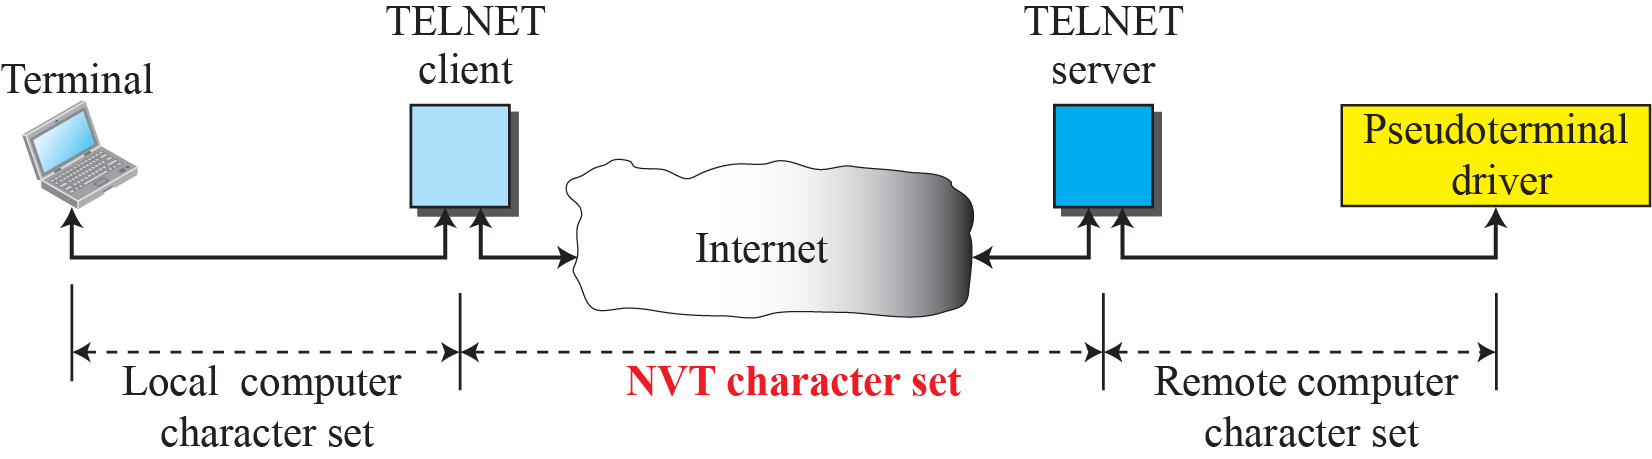 TELNET
client
TELNET
server
Terminal
Pseudoterminal
driver
Internet
Local computer
character set
NVT character set
Remote computer
character set